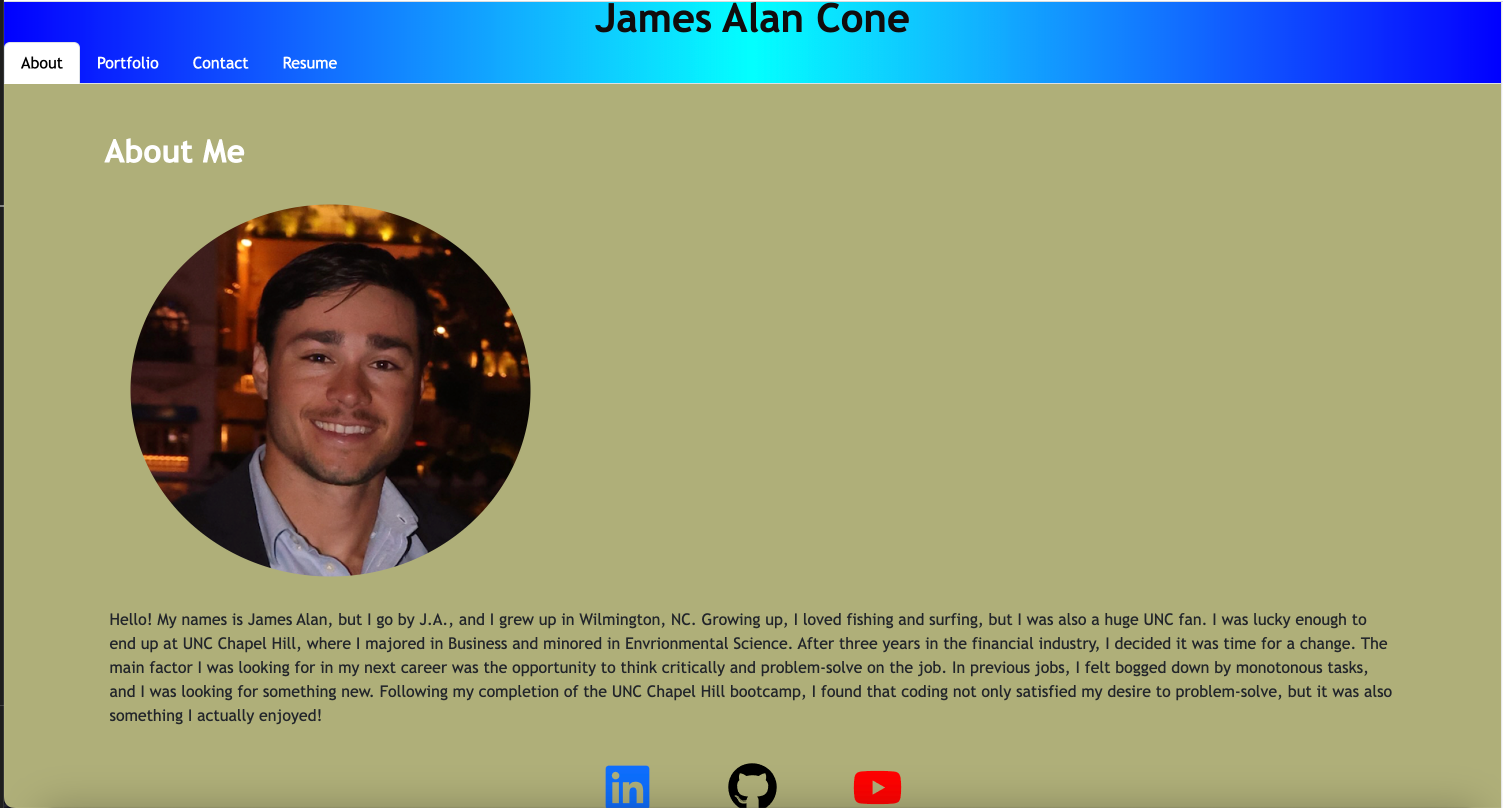 James Alan Cone
About Portfolio Contact Resume
About Me
Hello! My names is James Alan, but I go by J.A., and I grew up in Wilmington, NC. Growing up, I loved fishing and surfing, but I was also a huge UNC fan. I was lucky enough to
end up at UNC Chapel Hill, where I majored in Business and minored in Envrionmental Science. After three years in the financial industry, I decided it was time for a change. The
main factor I was looking for in my next career was the opportunity to think critically and problem-solve on the job. In previous jobs, I felt bogged down by monotonous tasks,
and I was looking for something new. Following my completion of the UNC Chapel Hill bootcamp, I found that coding not only satisfied my desire to problem-solve, but it was also
something I actually enjoyed!
in